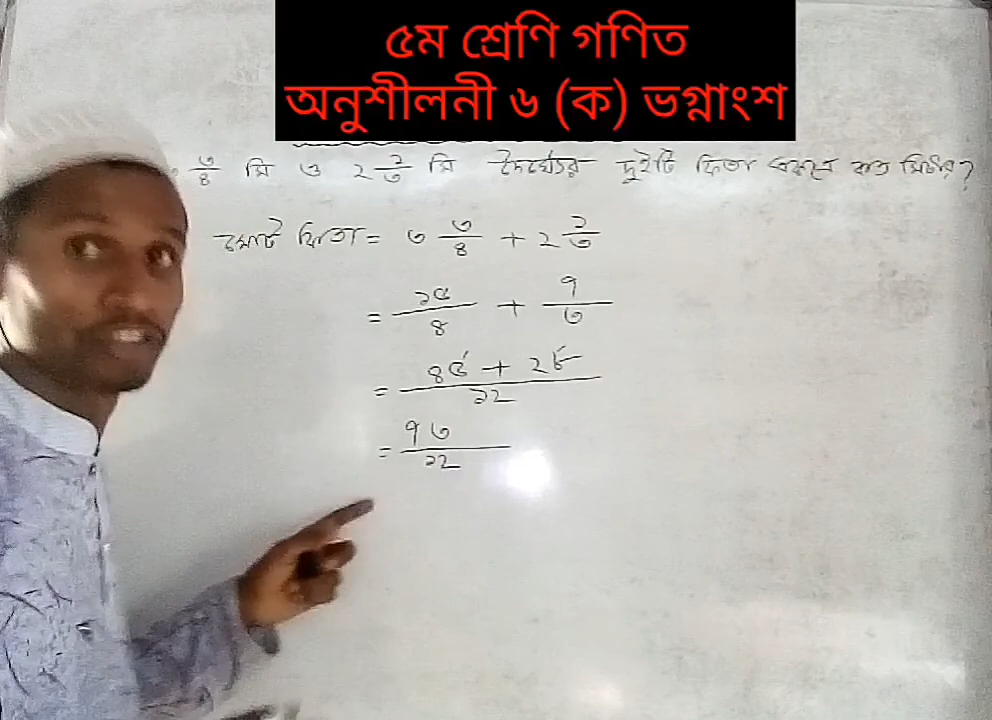 ৫ম শ্রেণি গণিত
অনুশীলনী ৬ (ক) ভগ্নাংশ
৩/৪ মি ও ২ ১/৩ মি দৈর্ঘ্যের দুইটি ফিতা একত্রে কত মিটার?
মোট ফিতা = ৩ ৩/৪ + ২ ১/৩
= ১৫/৪ + ৭/৩
= ৪৫ + ২৮/১২
= ৭৩/১২